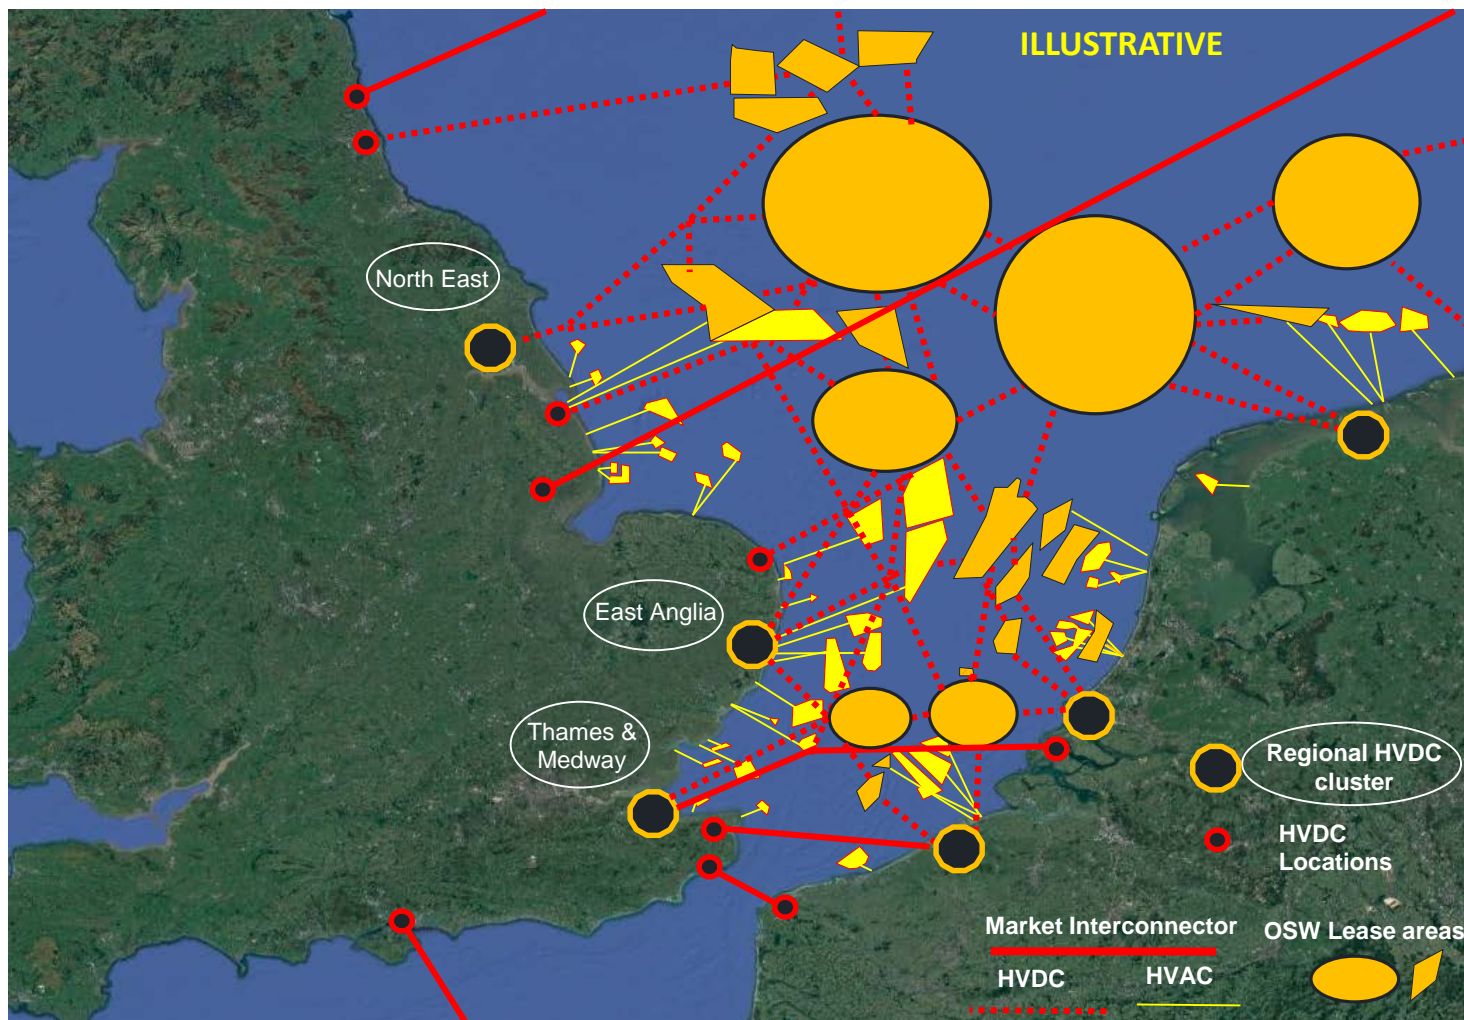 ILLUSTRATIVE
North East
East Anglia
Thames &
Medway
Regional HVDC
cluster
HVDC
Locations
Market Interconnector
OSW Lease areas
HVDC
HVAC